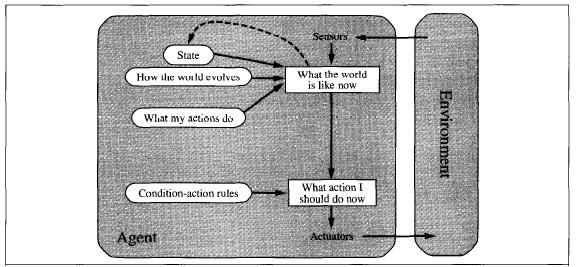 Sensors
State
How the world evolves
What the world
is like now
What my actions do
Environment
Condition-action rules
What action I
should do now
Agent
Actuators